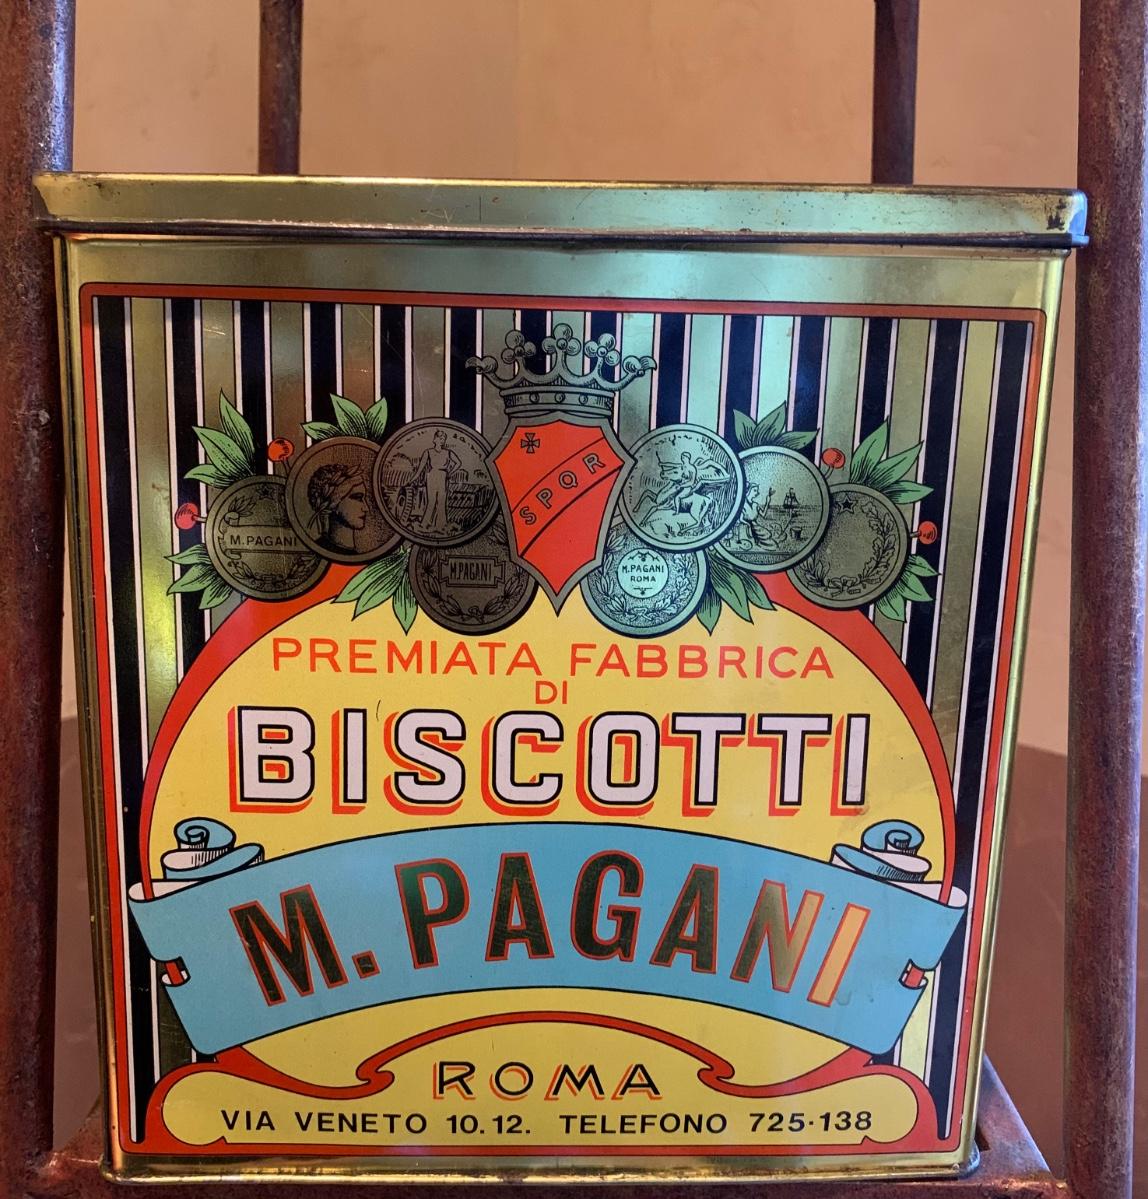 SPQR
M. PAGANI
M. PAGANI
M. PAGANI
ROMA
PREMIATA FABBRICA
DI
BISCOTTI
M. PAGANI
ROMA
VIA VENETO 10.12. TELEFONO 725·138